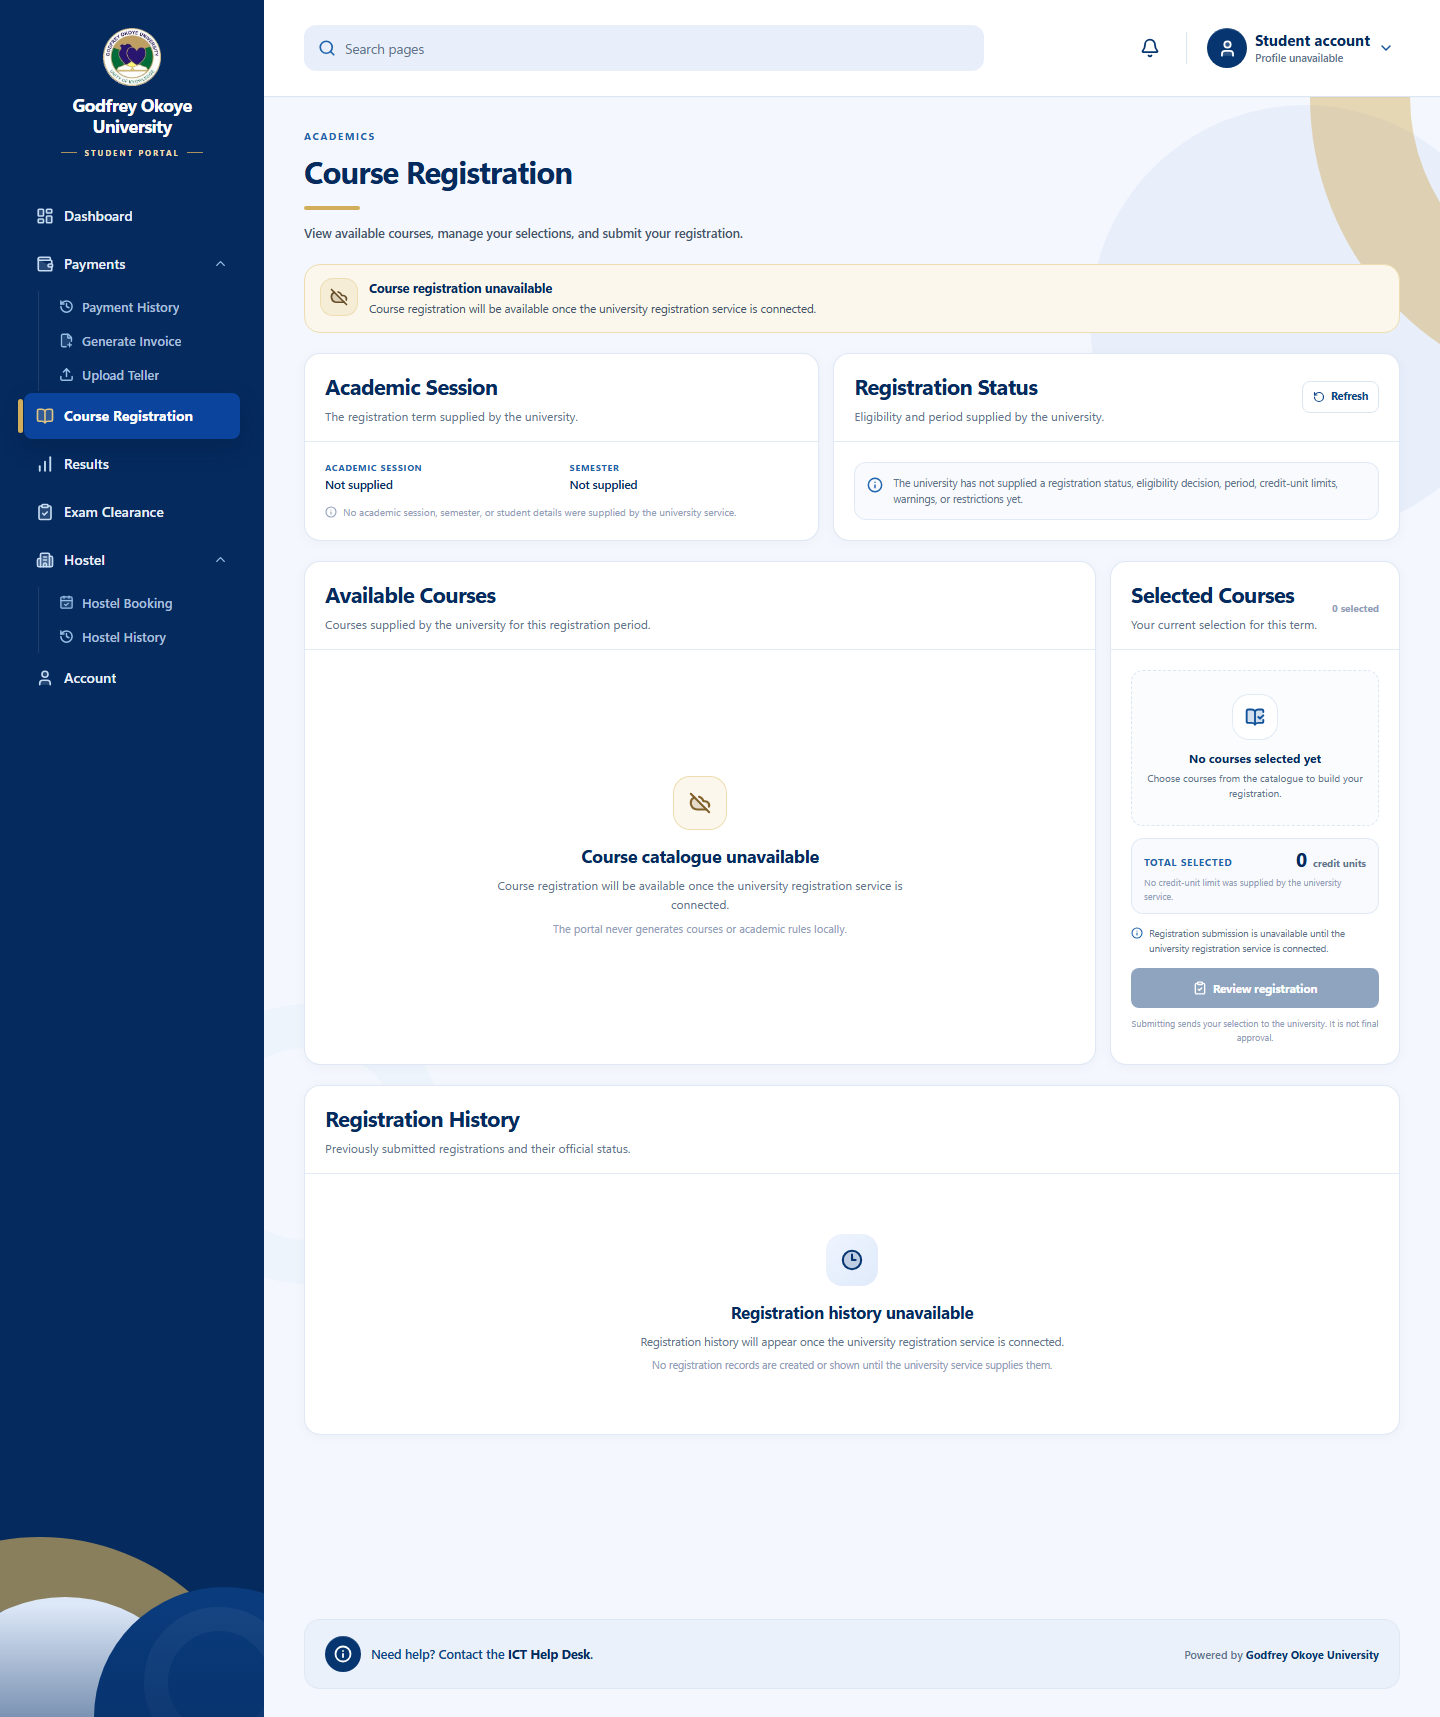 GODFREY OKOYE UNIVERSITY
UNITY OF KNOWLEDGE
Godfrey Okoye
University
STUDENT PORTAL
Dashboard
Payments
Payment History
Generate Invoice
Upload Teller
Course Registration
Results
Exam Clearance
Hostel
Hostel Booking
Hostel History
Account
Search pages
Student account
Profile unavailable
ACADEMICS
Course Registration
View available courses, manage your selections, and submit your registration.
Course registration unavailable
Course registration will be available once the university registration service is connected.
Academic Session
The registration term supplied by the university.
ACADEMIC SESSION
Not supplied
SEMESTER
Not supplied
No academic session, semester, or student details were supplied by the university service.
Registration Status
Eligibility and period supplied by the university.
Refresh
The university has not supplied a registration status, eligibility decision, period, credit-unit limits,
warnings, or restrictions yet.
Available Courses
Courses supplied by the university for this registration period.
Course catalogue unavailable
Course registration will be available once the university registration service is
connected.
The portal never generates courses or academic rules locally.
Selected Courses
Your current selection for this term.
0 selected
No courses selected yet
Choose courses from the catalogue to build your
registration.
TOTAL SELECTED
0 credit units
No credit-unit limit was supplied by the university
service.
Registration submission is unavailable until the
university registration service is connected.
Review registration
Submitting sends your selection to the university. It is not final
approval.
Registration History
Previously submitted registrations and their official status.
Registration history unavailable
Registration history will appear once the university registration service is connected.
No registration records are created or shown until the university service supplies them.
Need help? Contact the ICT Help Desk.
Powered by Godfrey Okoye University